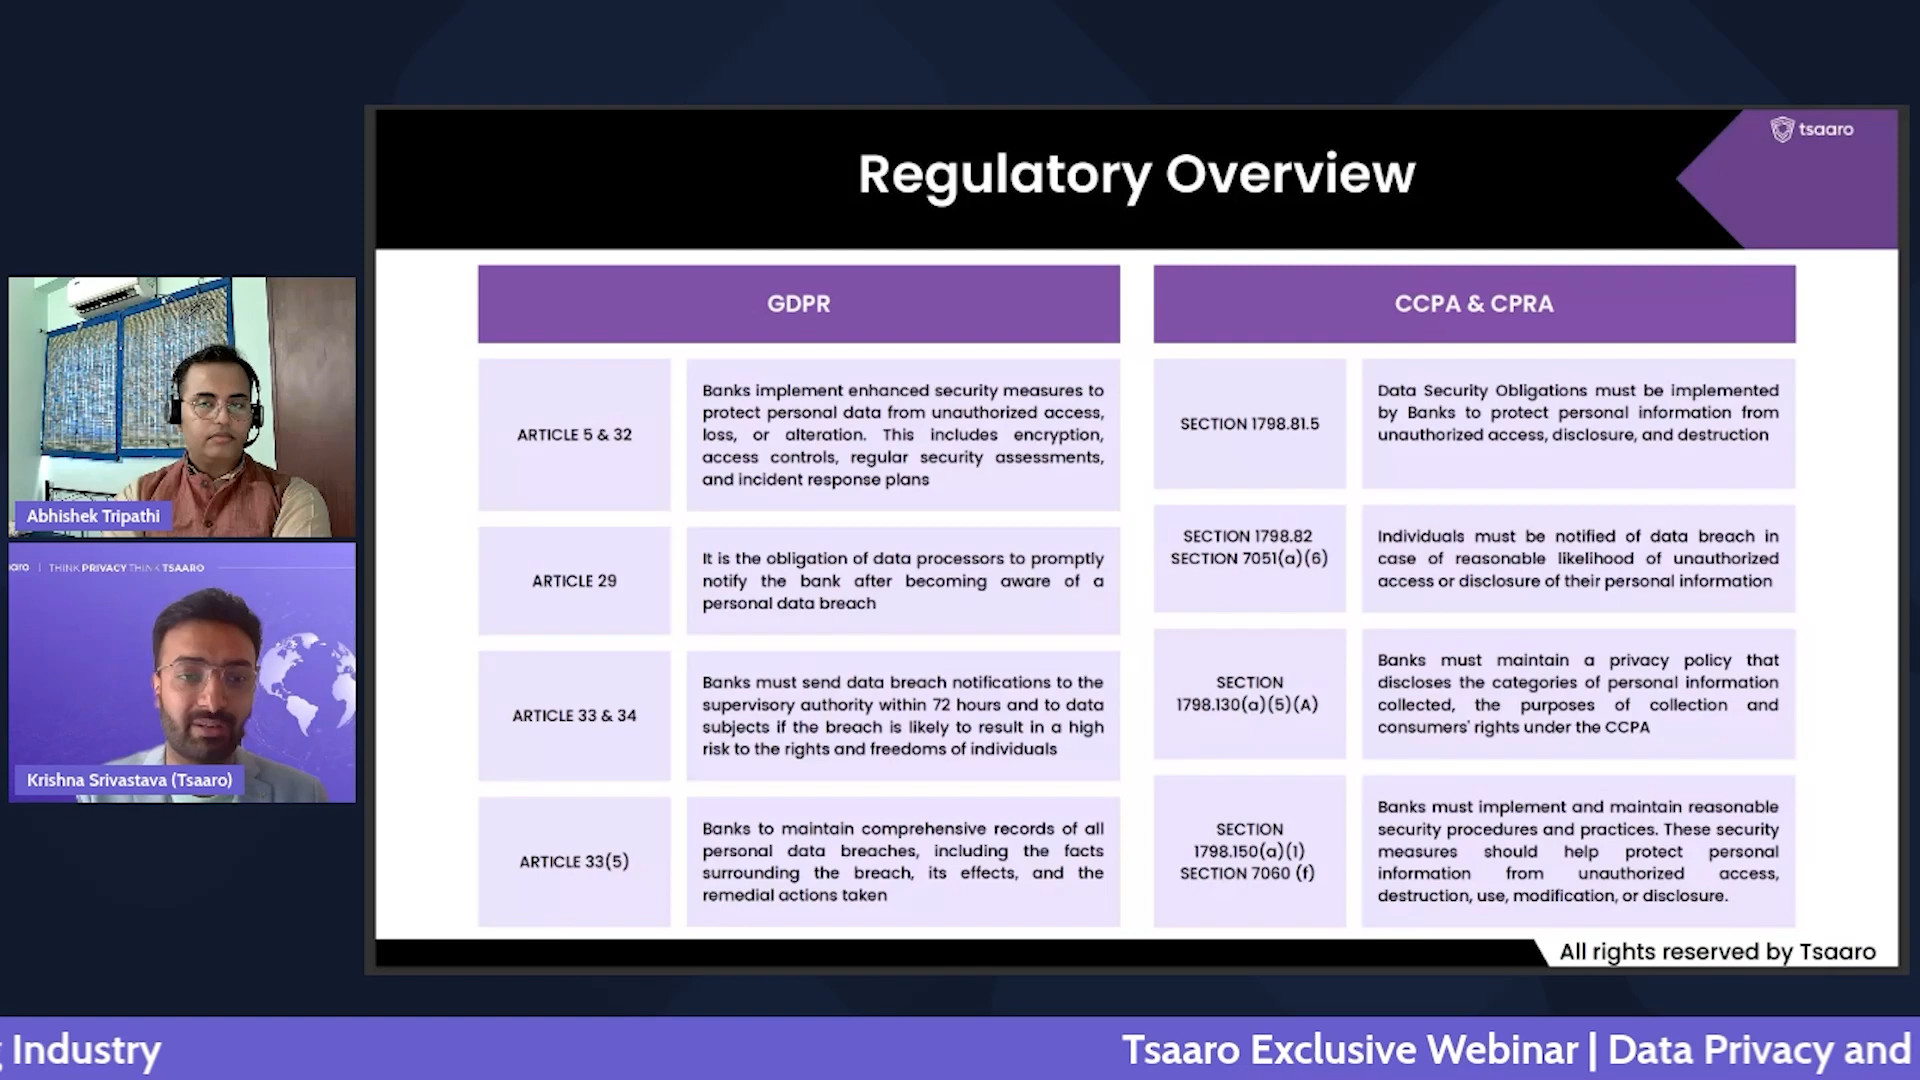 tsaaro
Regulatory Overview
GDPR
ARTICLE 5 & 32
Banks implement enhanced security measures to
protect personal data from unauthorized access,
loss, or alteration. This includes encryption,
access controls, regular security assessments,
and incident response plans
ARTICLE 29
It is the obligation of data processors to promptly
notify the bank after becoming aware of a
personal data breach
ARTICLE 33 & 34
Banks must send data breach notifications to the
supervisory authority within 72 hours and to data
subjects if the breach is likely to result in a high
risk to the rights and freedoms of individuals
ARTICLE 33(5)
Banks to maintain comprehensive records of all
personal data breaches, including the facts
surrounding the breach, its effects, and the
remedial actions taken
CCPA & CPRA
SECTION 1798.81.5
Data Security Obligations must be implemented
by Banks to protect personal information from
unauthorized access, disclosure, and destruction
SECTION 1798.82
SECTION 7051(a)(6)
Individuals must be notified of data breach in
case of reasonable likelihood of unauthorized
access or disclosure of their personal information
SECTION
1798.130(a)(5)(A)
Banks must maintain a privacy policy that
discloses the categories of personal information
collected, the purposes of collection and
consumers' rights under the CCPA
SECTION
1798.150(a)(1)
SECTION 7060 (f)
Banks must implement and maintain reasonable
security procedures and practices. These security
measures should help protect personal
information from unauthorized access,
destruction, use, modification, or disclosure.
All rights reserved by Tsaaro
Abhishek Tripathi
aro | THINK PRIVACY THINK TSAARO
Krishna Srivastava (Tsaaro)
Industry
Tsaaro Exclusive Webinar | Data Privacy and